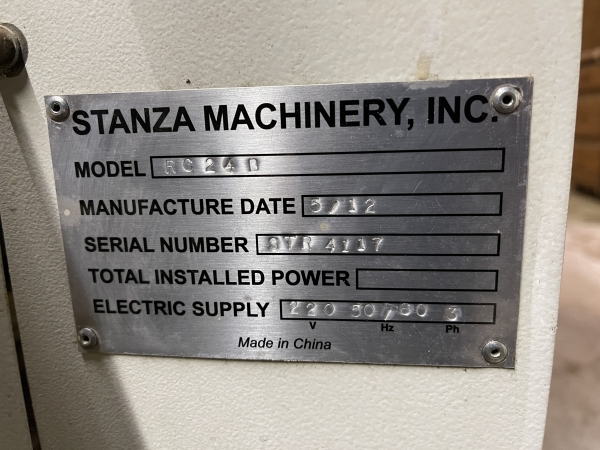 STANZA MACHINERY, INC.
MODEL RC24B
MANUFACTURE DATE 5/12
SERIAL NUMBER 4117
TOTAL INSTALLED POWER
ELECTRIC SUPPLY 220 50/60 3
V Hz Ph
Made in China